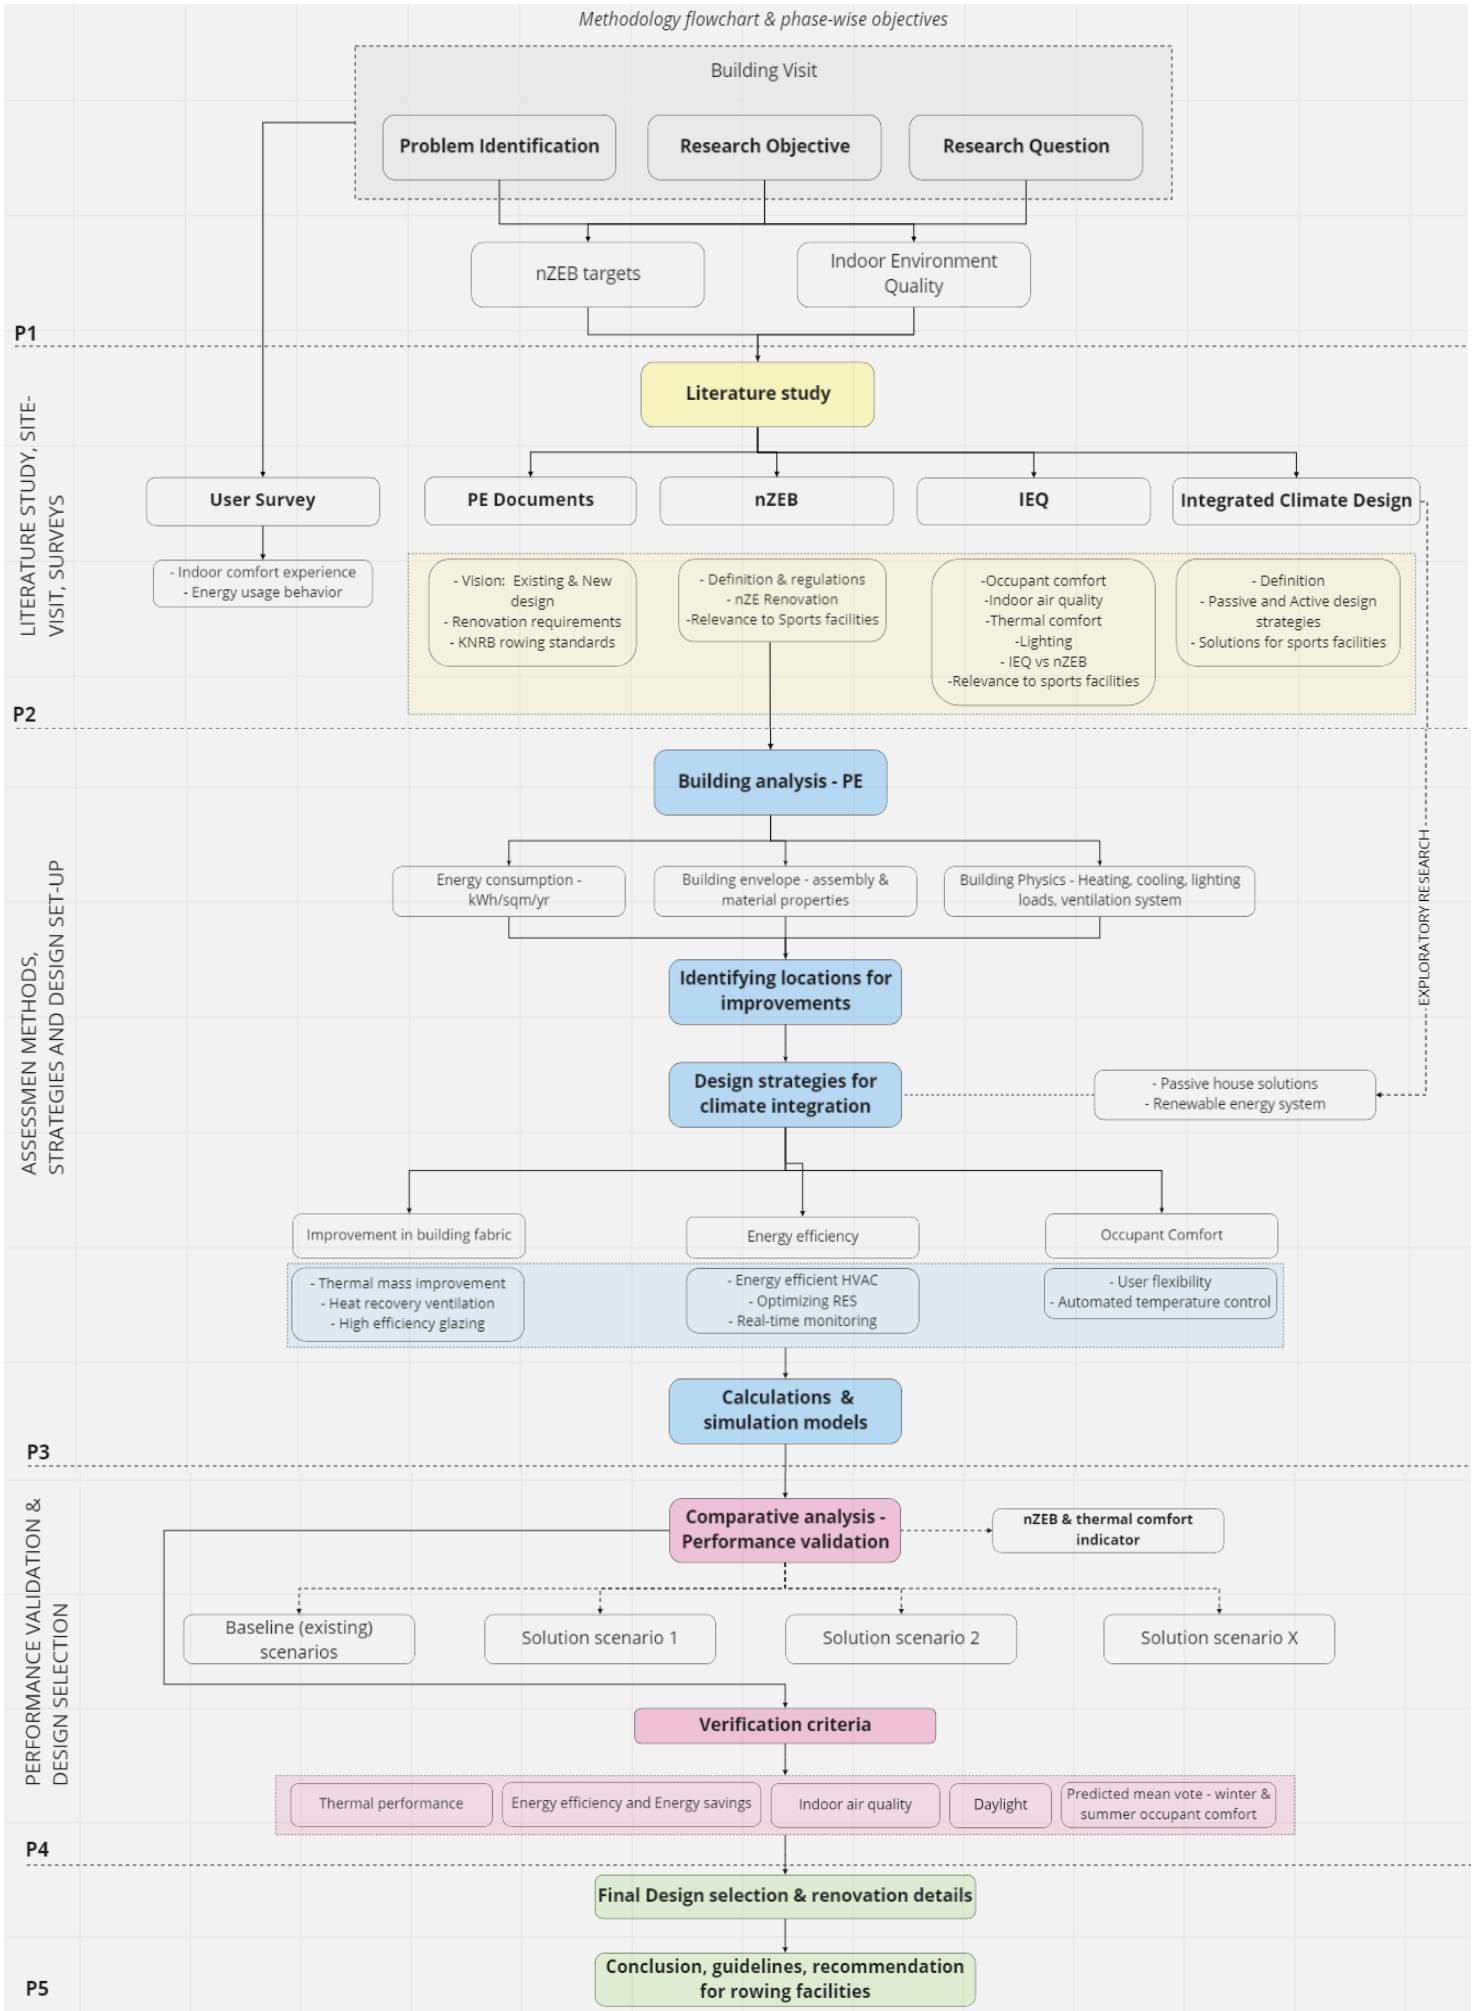 Methodology flowchart & phase-wise objectives
Building Visit
Problem Identification
Research Objective
Research Question
nZEB targets
Indoor Environment
Quality
P1
Literature study
LITERATURE STUDY, SITE-
VISIT, SURVEYS
User Survey
PE Documents
nZEB
IEQ
Integrated Climate Design
- Indoor comfort experience
- Energy usage behavior
- Vision:  Existing & New
design
- Renovation requirements
- KNRB rowing standards
- Definition & regulations
- nZE Renovation
-Relevance to Sports facilities
-Occupant comfort
-Indoor air quality
-Thermal comfort
-Lighting
- IEQ vs nZEB
-Relevance to sports facilities
- Definition
- Passive and Active design
strategies
- Solutions for sports facilities
P2
Building analysis - PE
ASSESSMEN METHODS,
STRATEGIES AND DESIGN SET-UP
EXPLORATORY RESEARCH
Energy consumption -
kWh/sqm/yr
Building envelope - assembly &
material properties
Building Physics - Heating, cooling, lighting
loads, ventilation system
Identifying locations for
improvements
Design strategies for
climate integration
- Passive house solutions
- Renewable energy system
Improvement in building fabric
Energy efficiency
Occupant Comfort
- Thermal mass improvement
- Heat recovery ventilation
- High efficiency glazing
- Energy efficient HVAC
- Optimizing RES
- Real-time monitoring
- User flexibility
- Automated temperature control
Calculations  &
simulation models
P3
PERFORMANCE VALIDATION &
DESIGN SELECTION
Comparative analysis -
Performance validation
nZEB & thermal comfort
indicator
Baseline (existing)
scenarios
Solution scenario 1
Solution scenario 2
Solution scenario X
Verification criteria
Thermal performance
Energy efficiency and Energy savings
Indoor air quality
Daylight
Predicted mean vote - winter &
summer occupant comfort
P4
Final Design selection & renovation details
Conclusion, guidelines, recommendation
for rowing facilities
P5